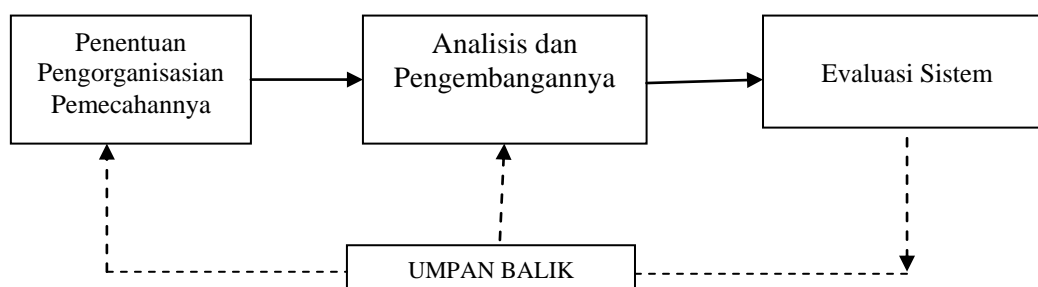 Penentuan
Pengorganisasian
Pemecahannya
Analisis dan
Pengembangannya
Evaluasi Sistem
UMPAN BALIK